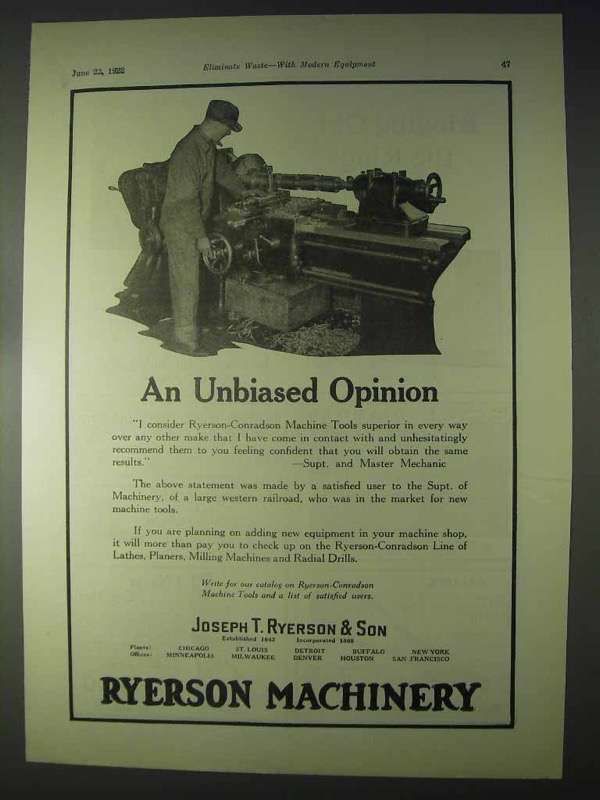 June 22, 1922 Eliminate Waste—With Modern Equipment 47
An Unbiased Opinion
"I consider Ryerson-Conradson Machine Tools superior in every way
over any other make that I have come in contact with and unhesitatingly
recommend them to you feeling confident that you will obtain the same
results." —Supt. and Master Mechanic
The above statement was made by a satisfied user to the Supt. of
Machinery, of a large western railroad, who was in the market for new
machine tools.
If you are planning on adding new equipment in your machine shop,
it will more than pay you to check up on the Ryerson-Conradson Line of
Lathes, Planers, Milling Machines and Radial Drills.
Write for our catalog on Ryerson-Conradson
Machine Tools and a list of satisfied users.
JOSEPH T. RYERSON & SON
Established 1842 Incorporated 1888
Plants: CHICAGO ST. LOUIS DETROIT BUFFALO NEW YORK
Offices: MINNEAPOLIS MILWAUKEE DENVER HOUSTON SAN FRANCISCO
RYERSON MACHINERY